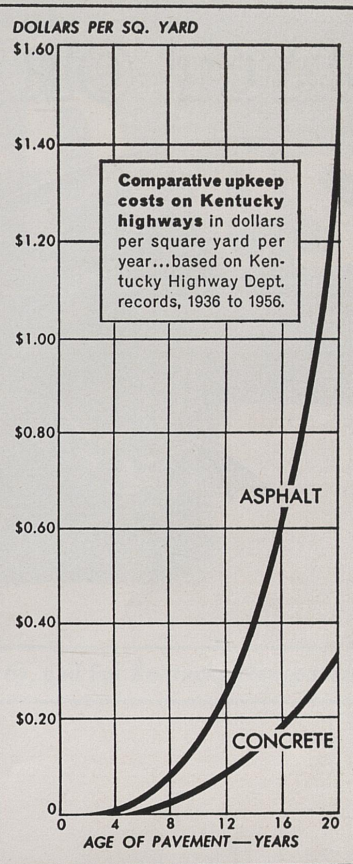 DOLLARS PER SQ. YARD
$1.60
$1.40
Comparative upkeep
costs on Kentucky
highways in dollars
per square yard per
year...based on Ken-
tucky Highway Dept.
records, 1936 to 1956.
$1.20
$1.00
$0.80
ASPHALT
$0.60
$0.40
$0.20
CONCRETE
0
0 4 8 12 16 20
AGE OF PAVEMENT—YEARS